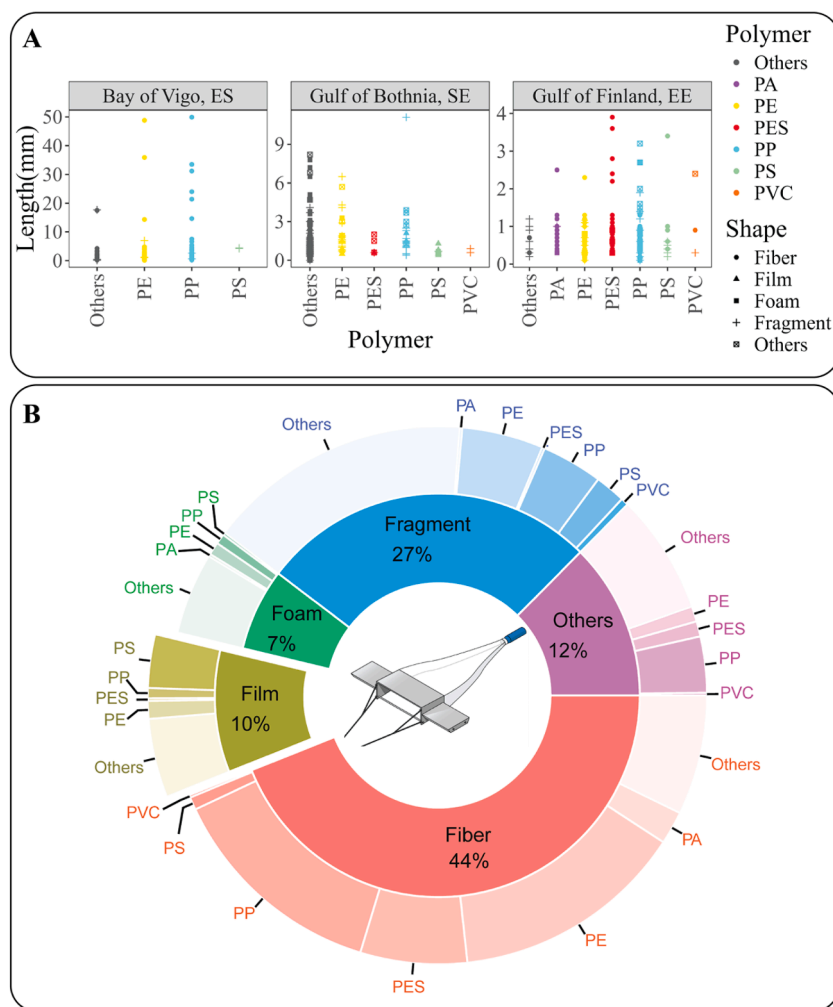 A
Bay of Vigo, ES
Gulf of Bothnia, SE
Gulf of Finland, EE
Length(mm)
50
40
30
20
10
0
9
6
3
0
4
3
2
1
0
Others
PE
PP
PS
Others
PE
PES
PP
PS
PVC
Others
PA
PE
PES
PP
PS
PVC
Polymer
Polymer
Others
PA
PE
PES
PP
PS
PVC
Shape
Fiber
Film
Foam
Fragment
Others
B
Others
PA
PE
PES
PP
PS
PVC
Fragment
27%
PS
PP
PE
PA
Others
Foam
7%
Others
PE
PES
PP
PVC
Others
12%
PS
PP
PES
PE
Others
Film
10%
PVC
PS
PP
PES
PE
PA
Others
Fiber
44%